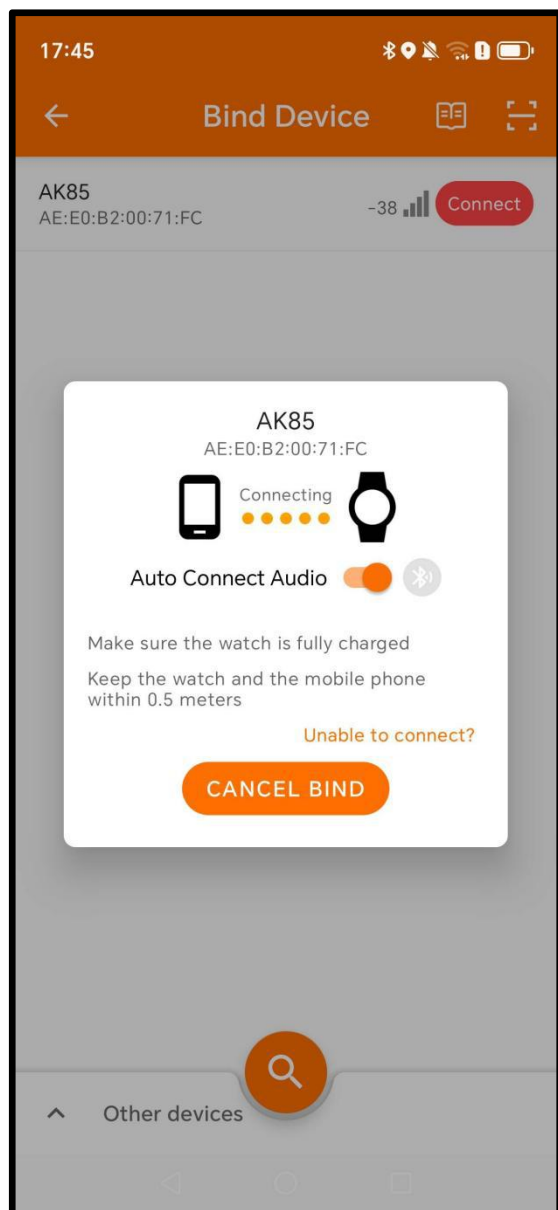 17:45
Bind Device
AK85
AE:E0:B2:00:71:FC
-38
Connect
AK85
AE:E0:B2:00:71:FC
Connecting
Auto Connect Audio
Make sure the watch is fully charged
Keep the watch and the mobile phone
within 0.5 meters
Unable to connect?
CANCEL BIND
Other devices